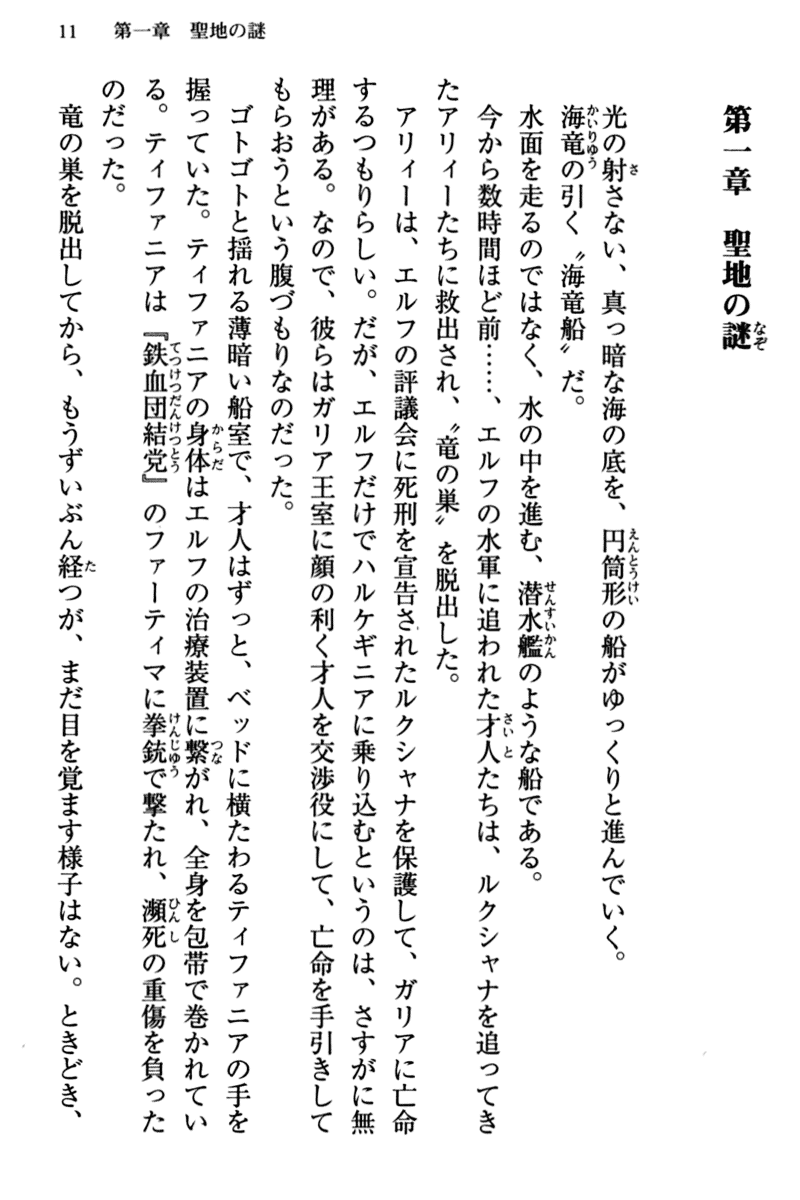 11　第一章　聖地の謎
第一章　聖地の謎
光の射さない、真っ暗な海の底を、円筒形の船がゆっくりと進んでいく。
海竜の引く〝海竜船〟だ。
水面を走るのではなく、水の中を進む、潜水艦のような船である。
今から数時間ほど前……、エルフの水軍に追われた才人たちは、ルクシャナを追ってき
たアリィーたちに救出され、〝竜の巣〟を脱出した。
アリィーは、エルフの評議会に死刑を宣告されたルクシャナを保護して、ガリアに亡命
するつもりらしい。だが、エルフだけでハルケギニアに乗り込むというのは、さすがに無
理がある。なので、彼らはガリア王室に顔の利く才人を交渉役にして、亡命を手引きして
もらおうという腹づもりなのだった。
ゴトゴトと揺れる薄暗い船室で、才人はずっと、ベッドに横たわるティファニアの手を
握っていた。ティファニアの身体はエルフの治療装置に繋がれ、全身を包帯で巻かれてい
る。ティファニアは『鉄血団結党』のファーティマに拳銃で撃たれ、瀕死の重傷を負った
のだった。
竜の巣を脱出してから、もうずいぶん経つが、まだ目を覚ます様子はない。ときどき、